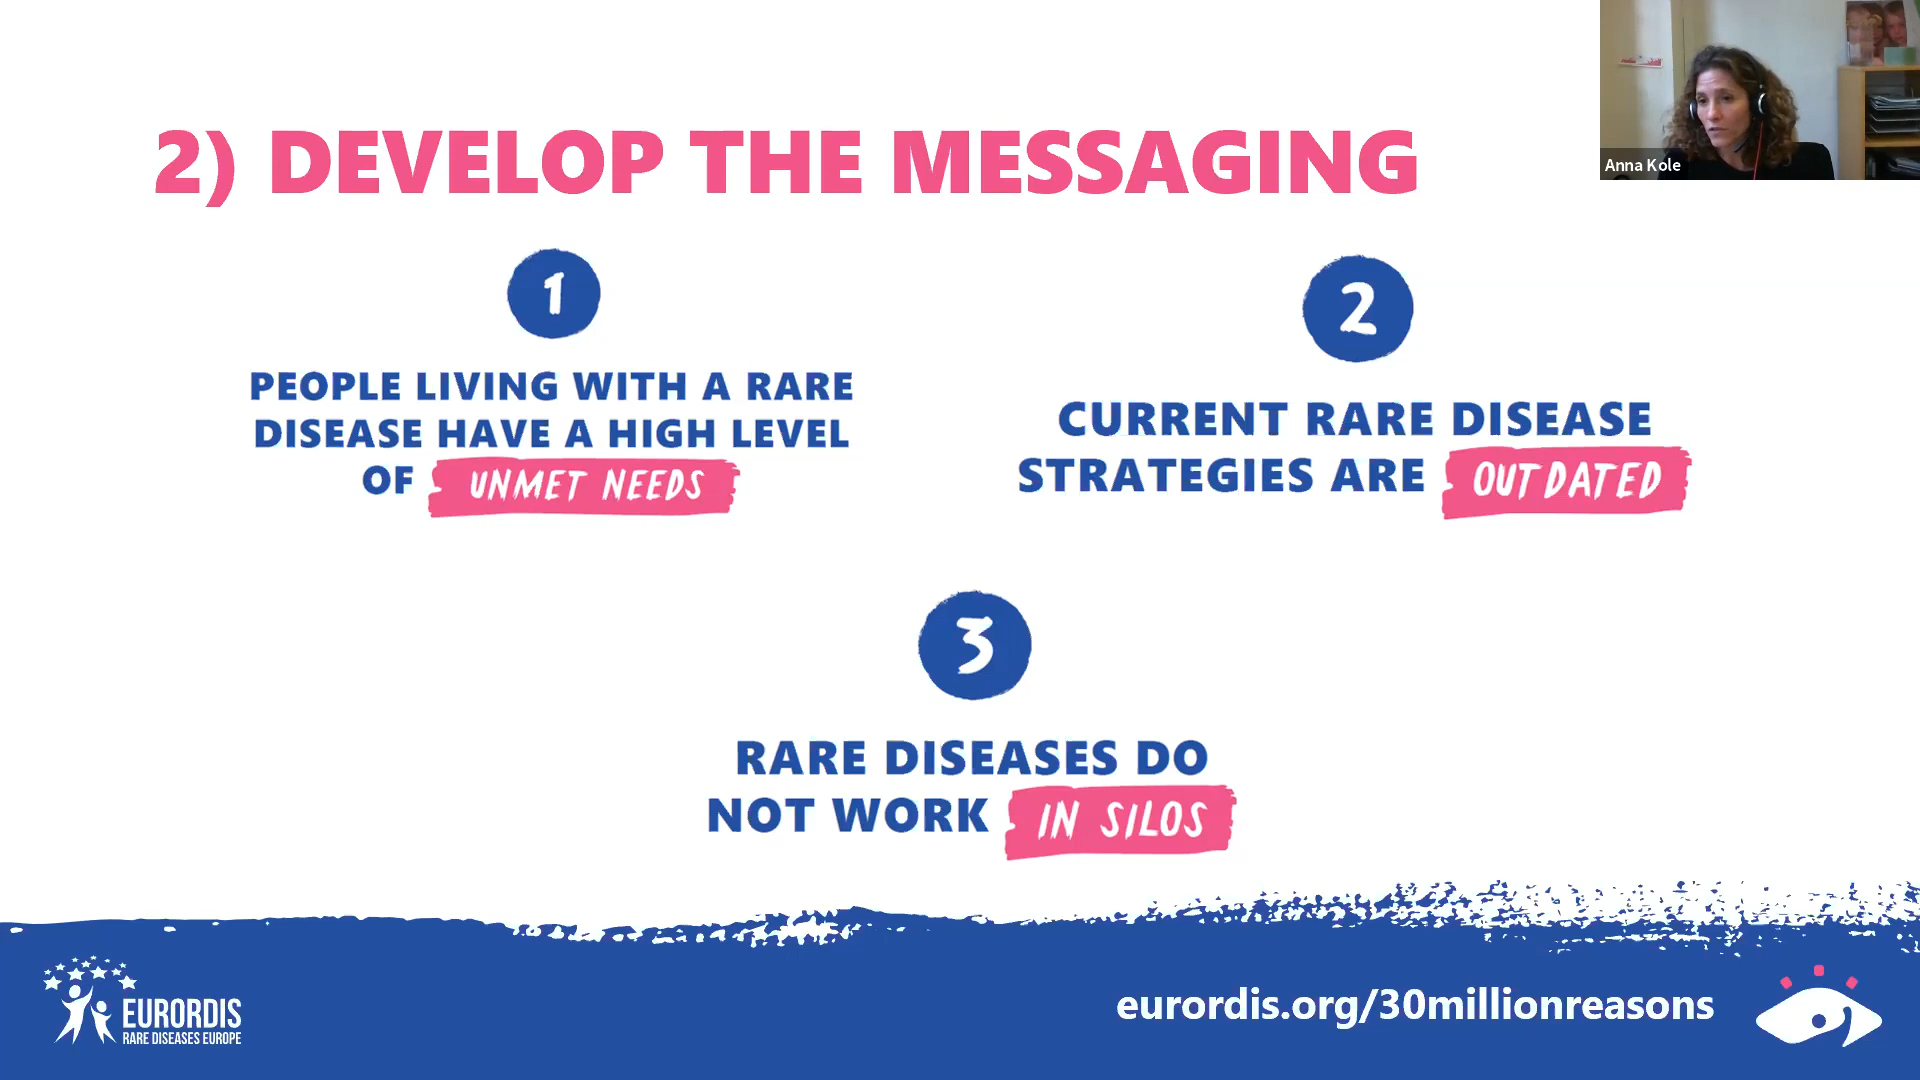 Anna Kole
2) DEVELOP THE MESSAGING
1
PEOPLE LIVING WITH A RARE
DISEASE HAVE A HIGH LEVEL
OF UNMET NEEDS
2
CURRENT RARE DISEASE
STRATEGIES ARE OUTDATED
3
RARE DISEASES DO
NOT WORK IN SILOS
EURORDIS
RARE DISEASES EUROPE
eurordis.org/30millionreasons